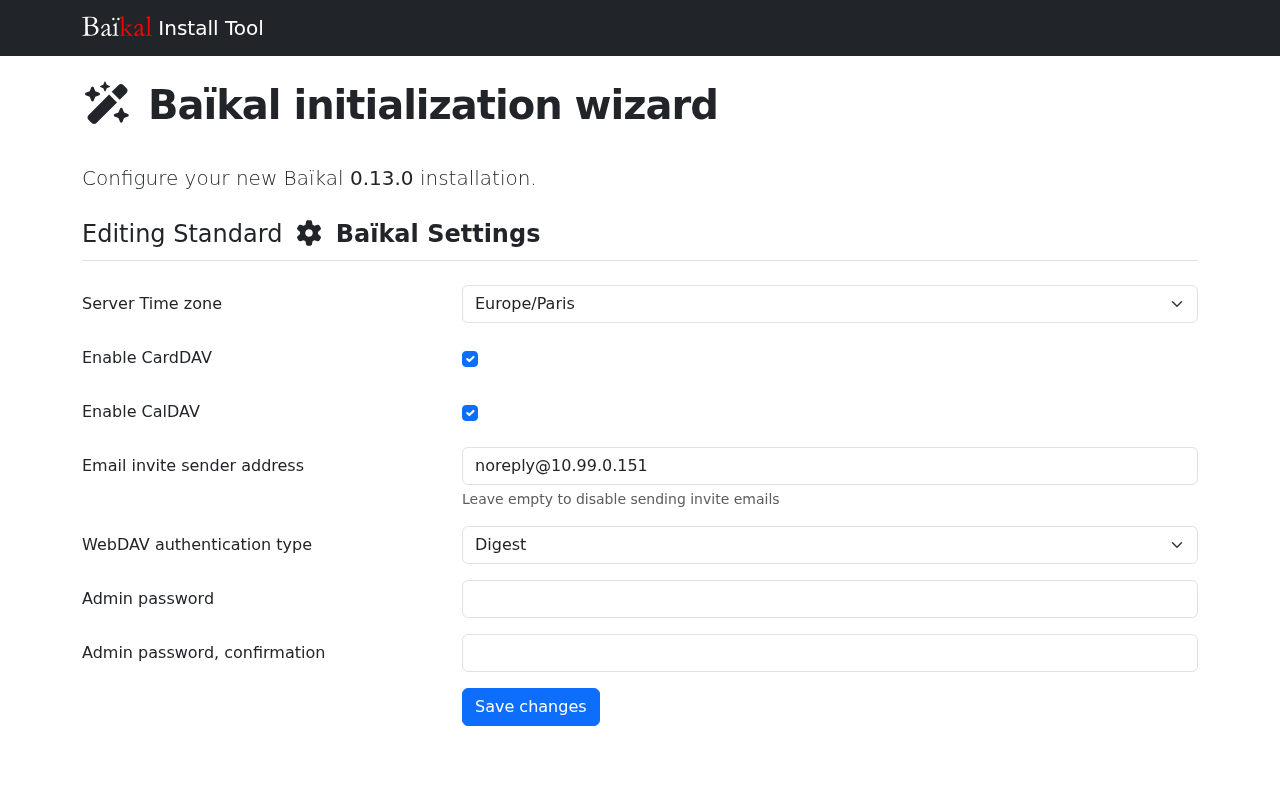 Baïkal Install Tool
Baïkal initialization wizard
Configure your new Baïkal 0.13.0 installation.
Editing Standard Baïkal Settings
Server Time zone Europe/Paris
Enable CardDAV
Enable CalDAV
Email invite sender address noreply@10.99.0.151
Leave empty to disable sending invite emails
WebDAV authentication type Digest
Admin password
Admin password, confirmation
Save changes